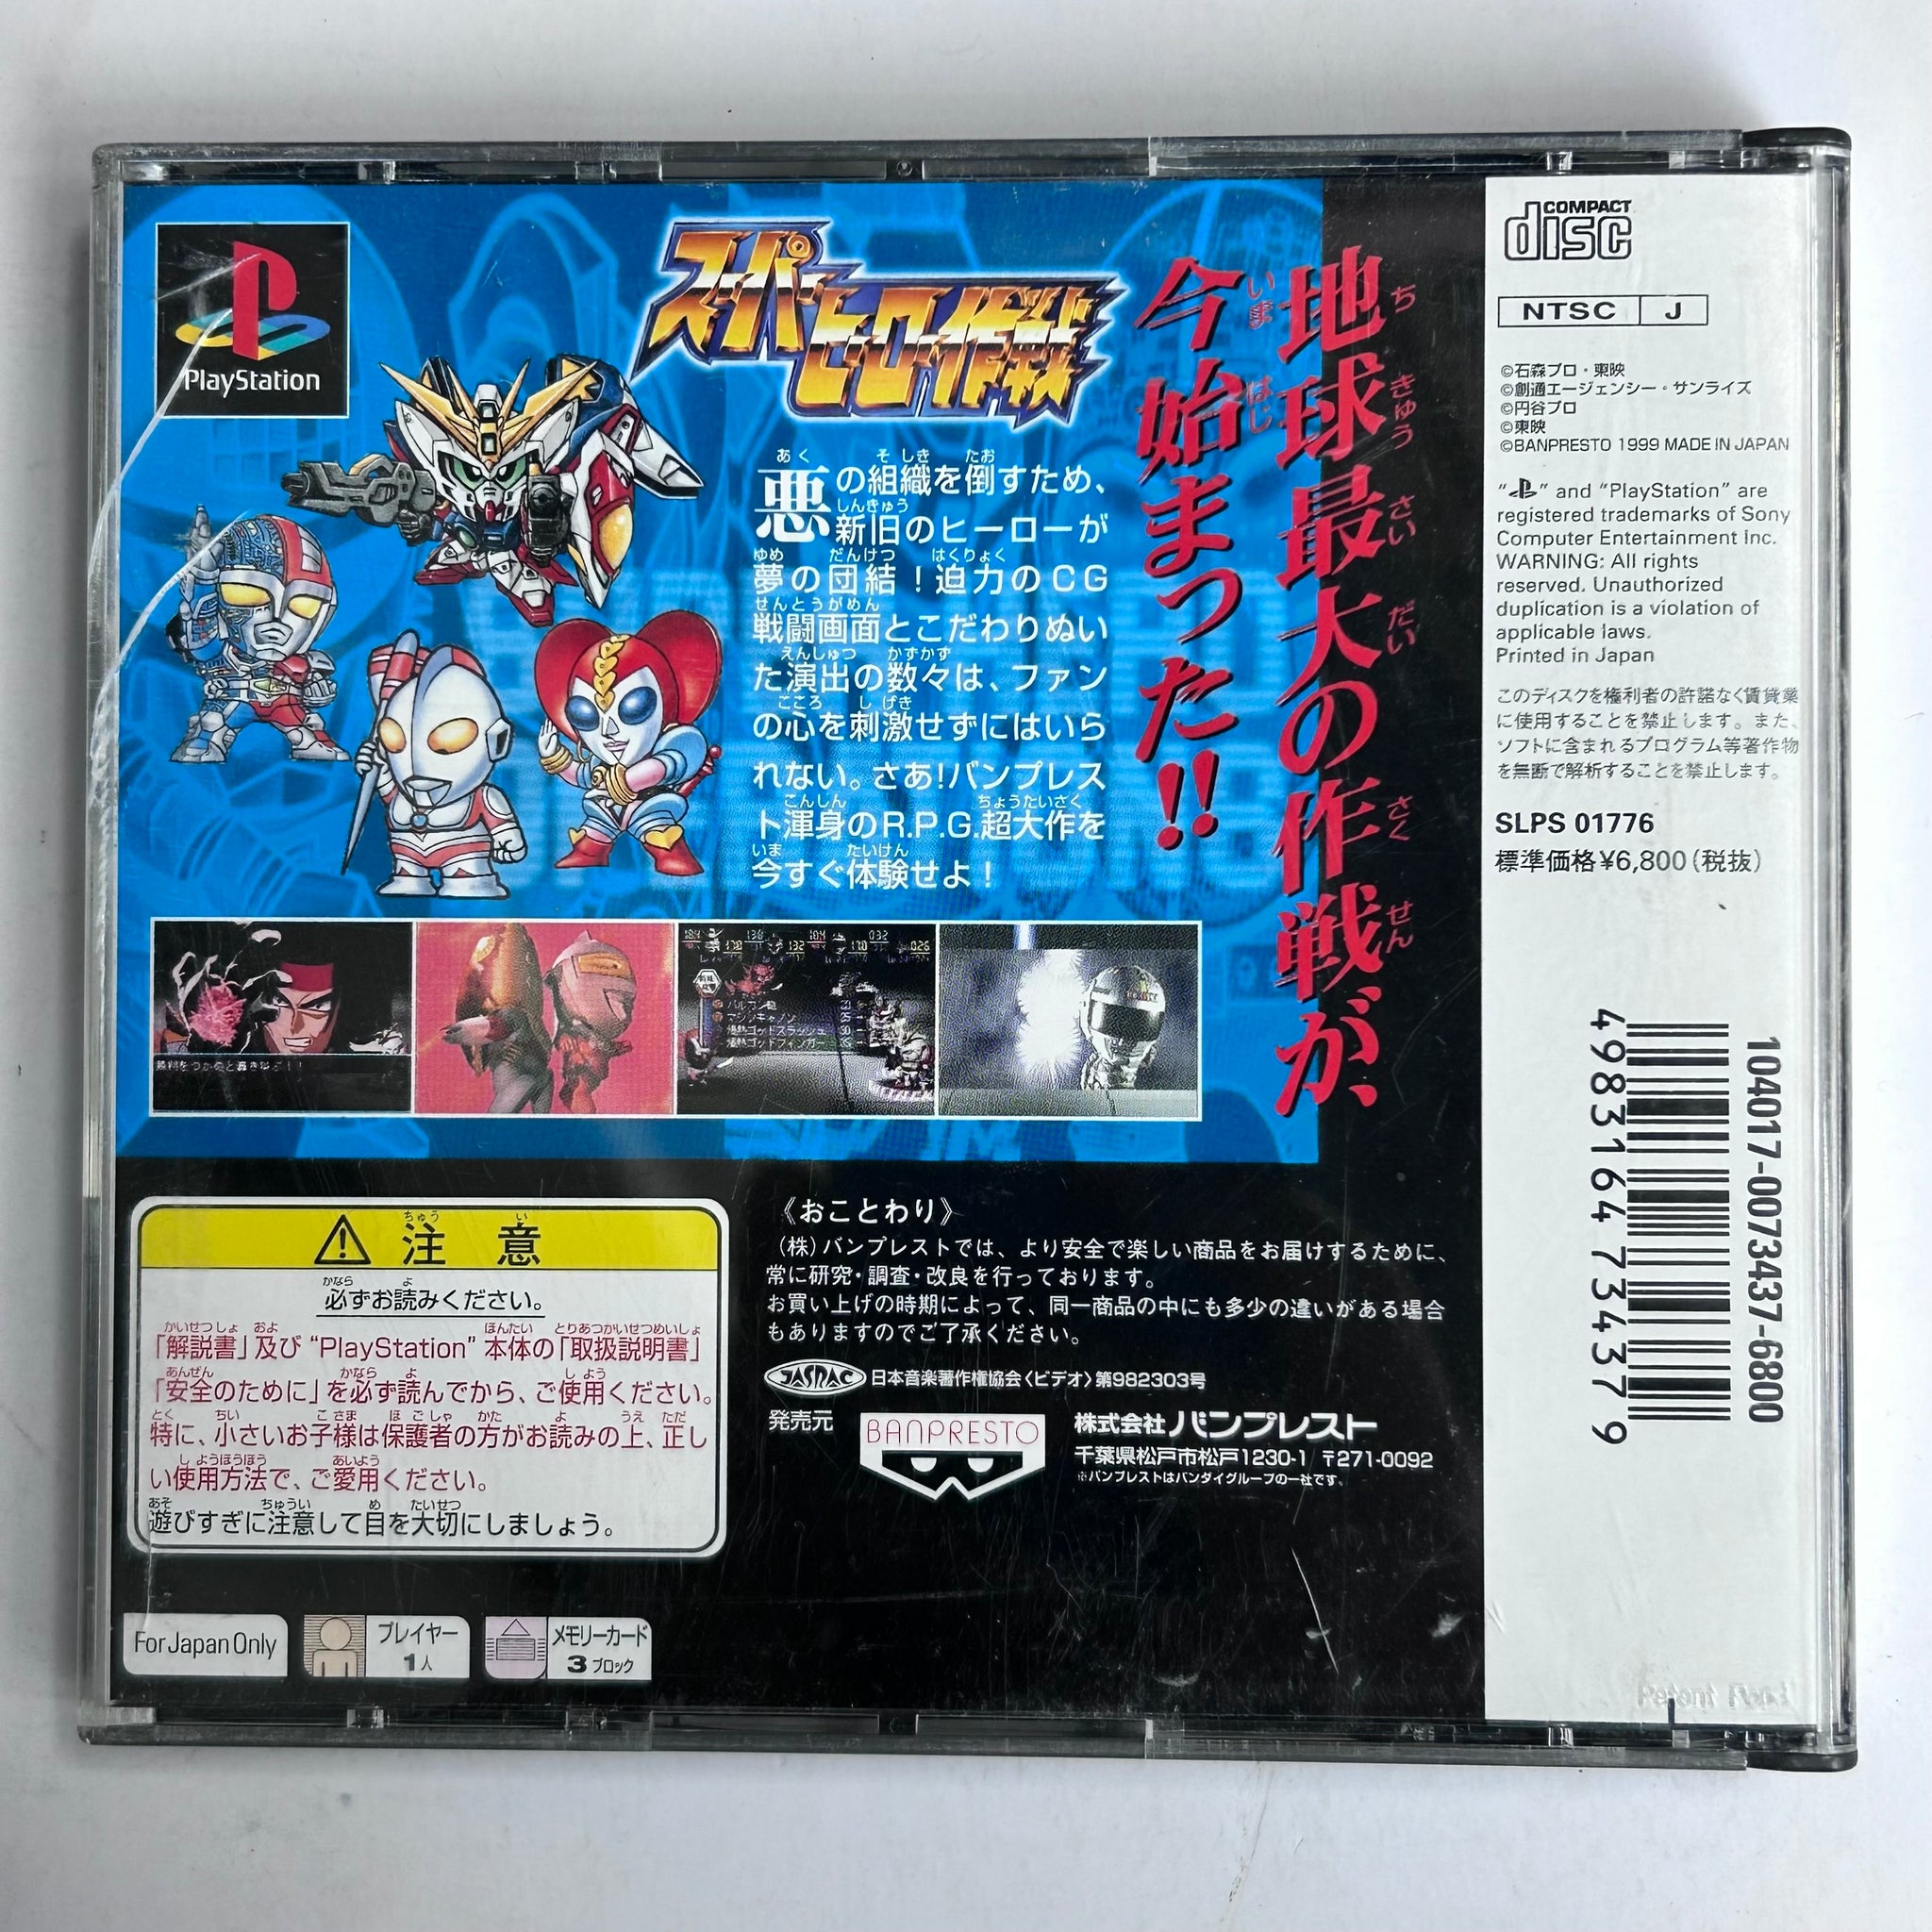 PlayStation
スーパーヒーロー作戦
地球最大の作戦が、
今始まった!!
悪の組織を倒すため、
新旧のヒーローが
夢の団結！迫力のCG
戦闘画面とこだわりぬい
た演出の数々は、ファン
の心を刺激せずにはいら
れない。さあ!バンプレス
ト渾身のR.P.G.超大作を
今すぐ体験せよ！
注意
必ずお読みください。
「解説書」及び“PlayStation”本体の「取扱説明書」
「安全のために」を必ず読んでから、ご使用ください。
特に、小さいお子様は保護者の方がお読みの上、正し
い使用方法で、ご愛用ください。
遊びすぎに注意して目を大切にしましょう。
For Japan Only
プレイヤー
1人
メモリーカード
3ブロック
《おことわり》
（株）バンプレストでは、より安全で楽しい商品をお届けするために、
常に研究・調査・改良を行っております。
お買い上げの時期によって、同一商品の中にも多少の違いがある場合
もありますのでご了承ください。
JASRAC 日本音楽著作権協会〈ビデオ〉第982303号
発売元
BANPRESTO
株式会社バンプレスト
千葉県松戸市松戸1230-1 〒271-0092
※バンプレストはバンダイグループの一社です。
COMPACT
disc
NTSC J
©石森プロ・東映
©創通エージェンシー・サンライズ
©円谷プロ
©東映
©BANPRESTO 1999 MADE IN JAPAN
“ ” and “PlayStation” are
registered trademarks of Sony
Computer Entertainment Inc.
WARNING: All rights
reserved. Unauthorized
duplication is a violation of
applicable laws.
Printed in Japan
このディスクを権利者の許諾なく賃貸業
に使用することを禁止します。また、
ソフトに含まれるプログラム等著作物
を無断で解析することを禁止します。
SLPS 01776
標準価格¥6,800（税抜）
104017-0073437-6800
4983164734379